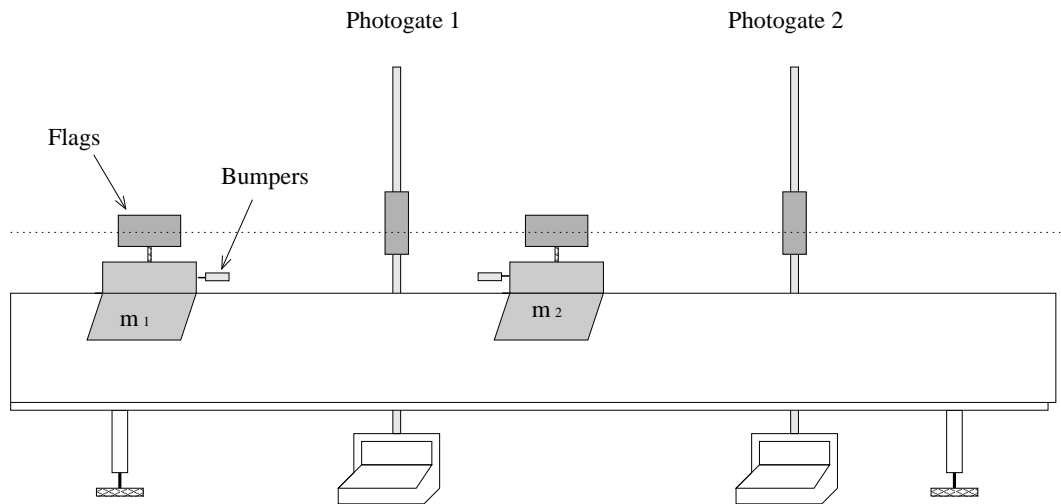 Photogate 1
Photogate 2
Flags
Bumpers
m 1
m 2